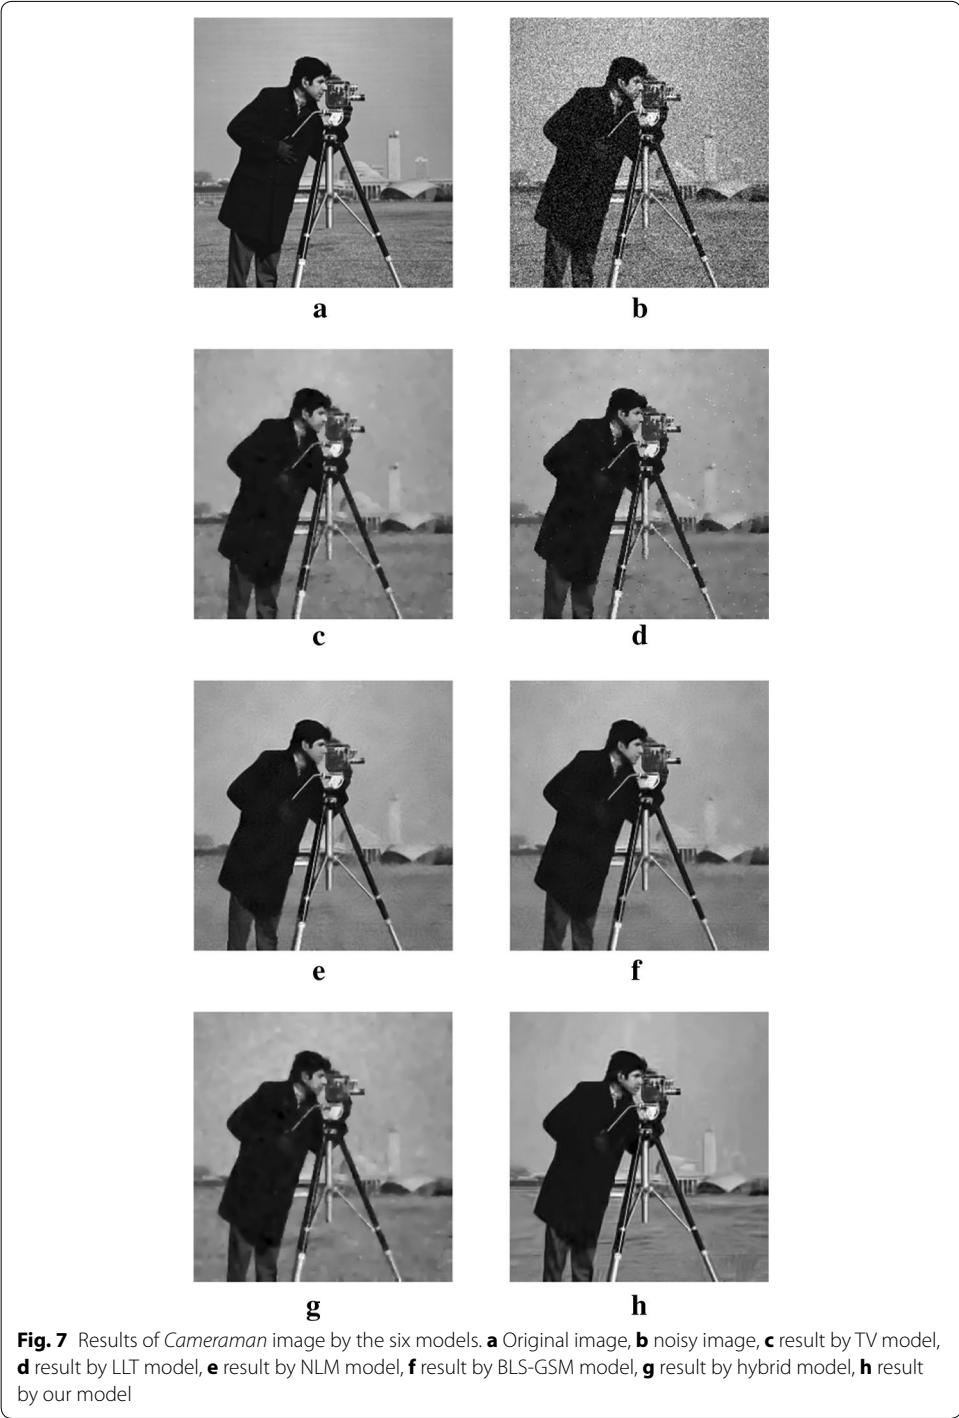 a
b
c
d
e
f
g
h
Fig. 7 Results of Cameraman image by the six models. a Original image, b noisy image, c result by TV model,
d result by LLT model, e result by NLM model, f result by BLS-GSM model, g result by hybrid model, h result
by our model